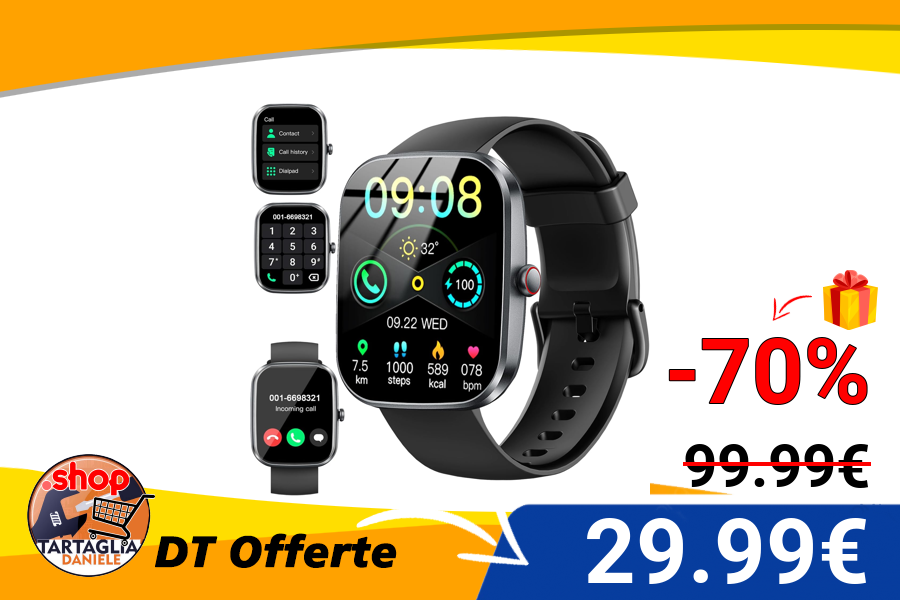 Call
Contact
Call history
Dialped
001-6698321
1 2 3
4 5 6
7* 8 9#
0+
001-6698321
Incoming call
09:08
32°
100
09.22 WED
7.5 km
1000 steps
589 kcal
078 bpm
-70%
99.99€
29.99€
.shop
TARTAGLIA
DANIELE
DT Offerte